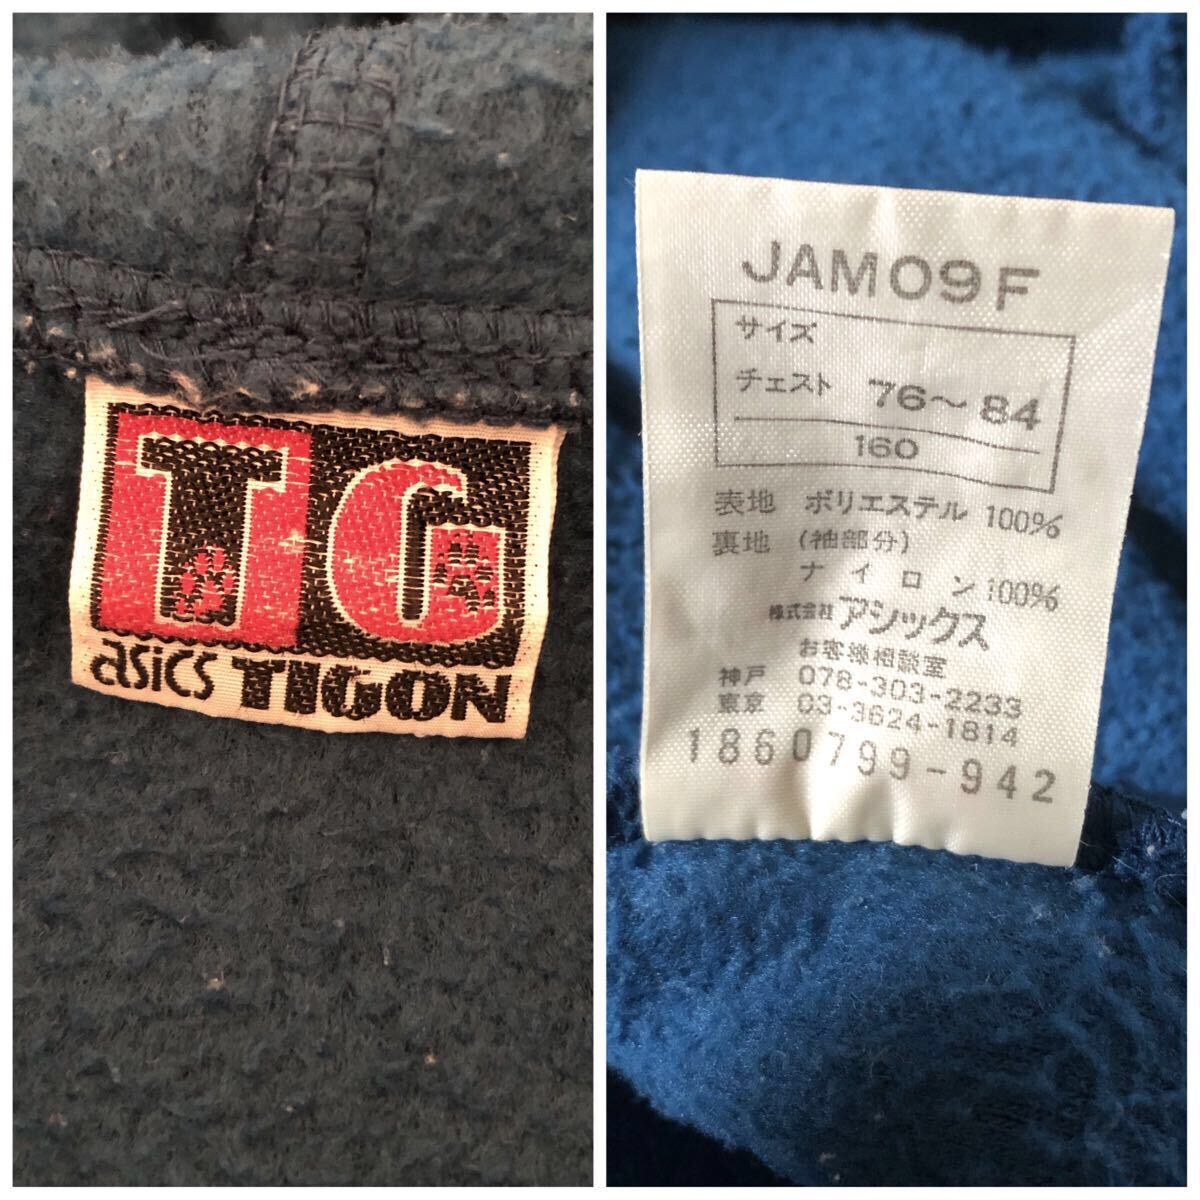 TG
asics TIGON
JAM09F
サイズ
チェスト 76〜84
160
表地 ポリエステル 100%
裏地 (袖部分)
ナイロン 100%
株式会社 アシックス
お客様相談室
神戸 078-303-2233
東京 03-3624-1814
1860799-942